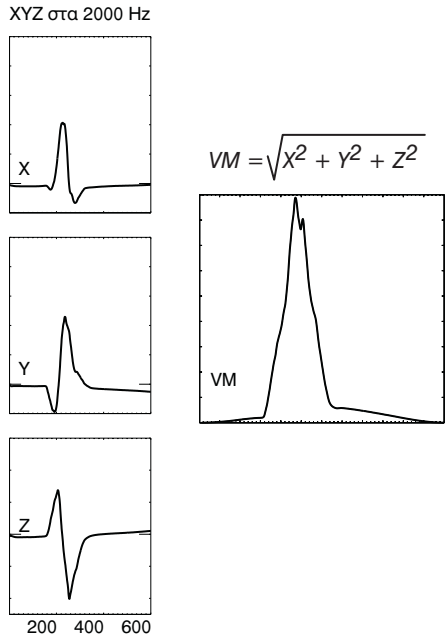 XYZ στα 2000 Hz
X
VM = √X² + Y² + Z²
Y
VM
Z
200 400 600